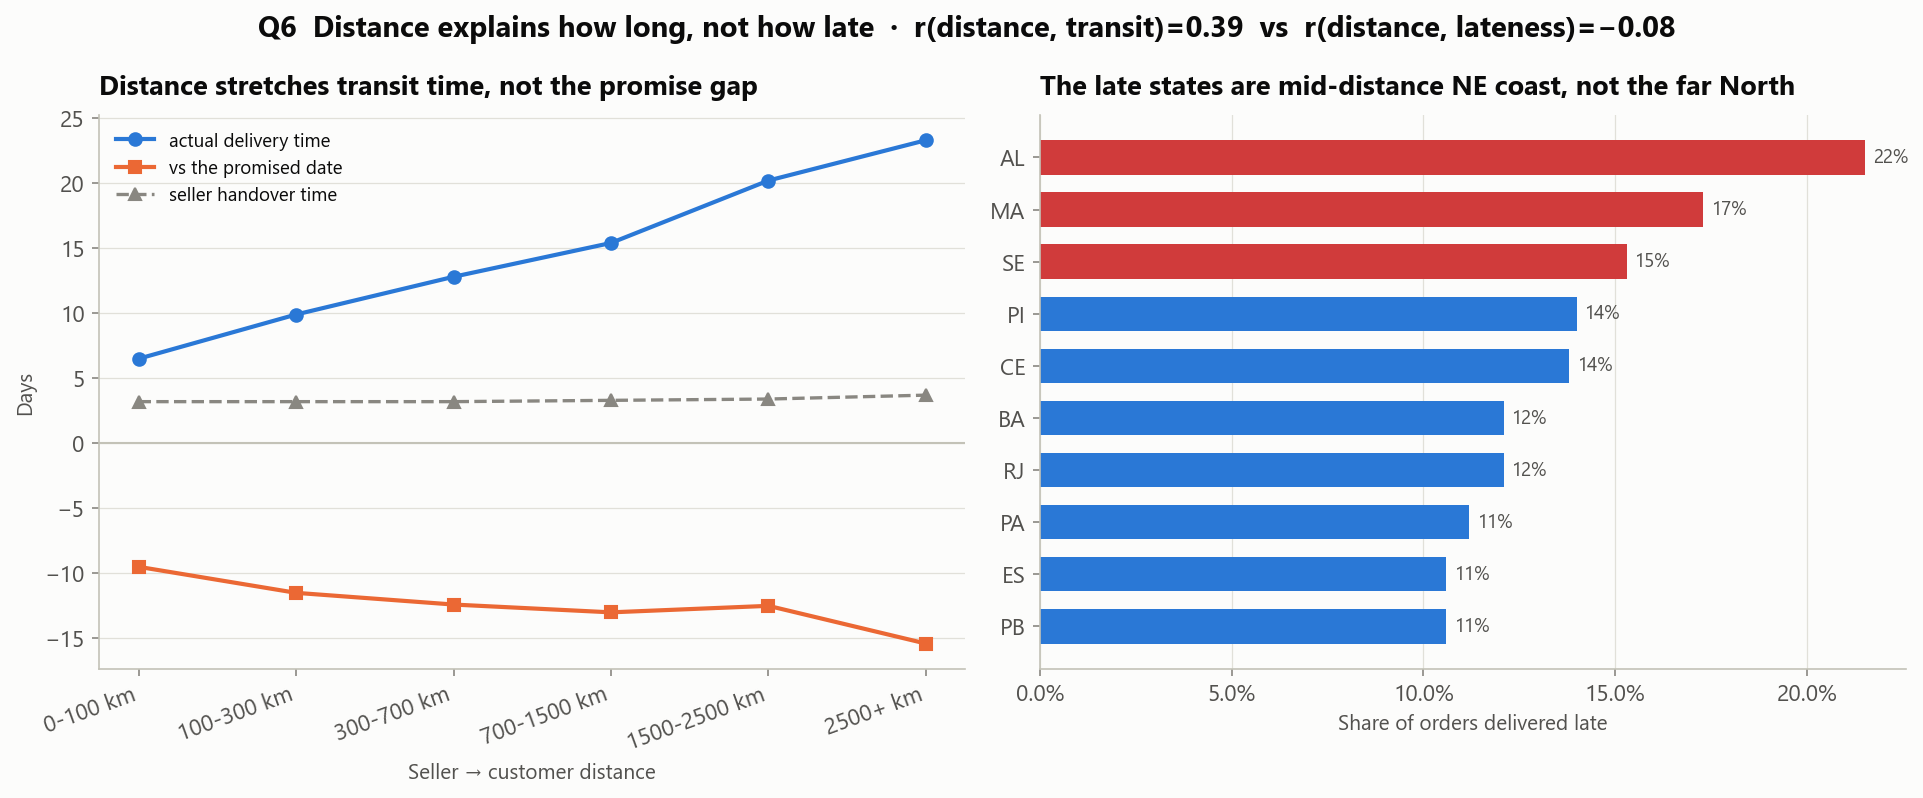 Q6  Distance explains how long, not how late  ·  r(distance, transit)=0.39  vs  r(distance, lateness)=−0.08
Distance stretches transit time, not the promise gap
25
20
15
10
5
0
−5
−10
−15
Days
actual delivery time
vs the promised date
seller handover time
0-100 km
100-300 km
300-700 km
700-1500 km
1500-2500 km
2500+ km
Seller → customer distance
The late states are mid-distance NE coast, not the far North
AL 22%
MA 17%
SE 15%
PI 14%
CE 14%
BA 12%
RJ 12%
PA 11%
ES 11%
PB 11%
0.0% 5.0% 10.0% 15.0% 20.0%
Share of orders delivered late